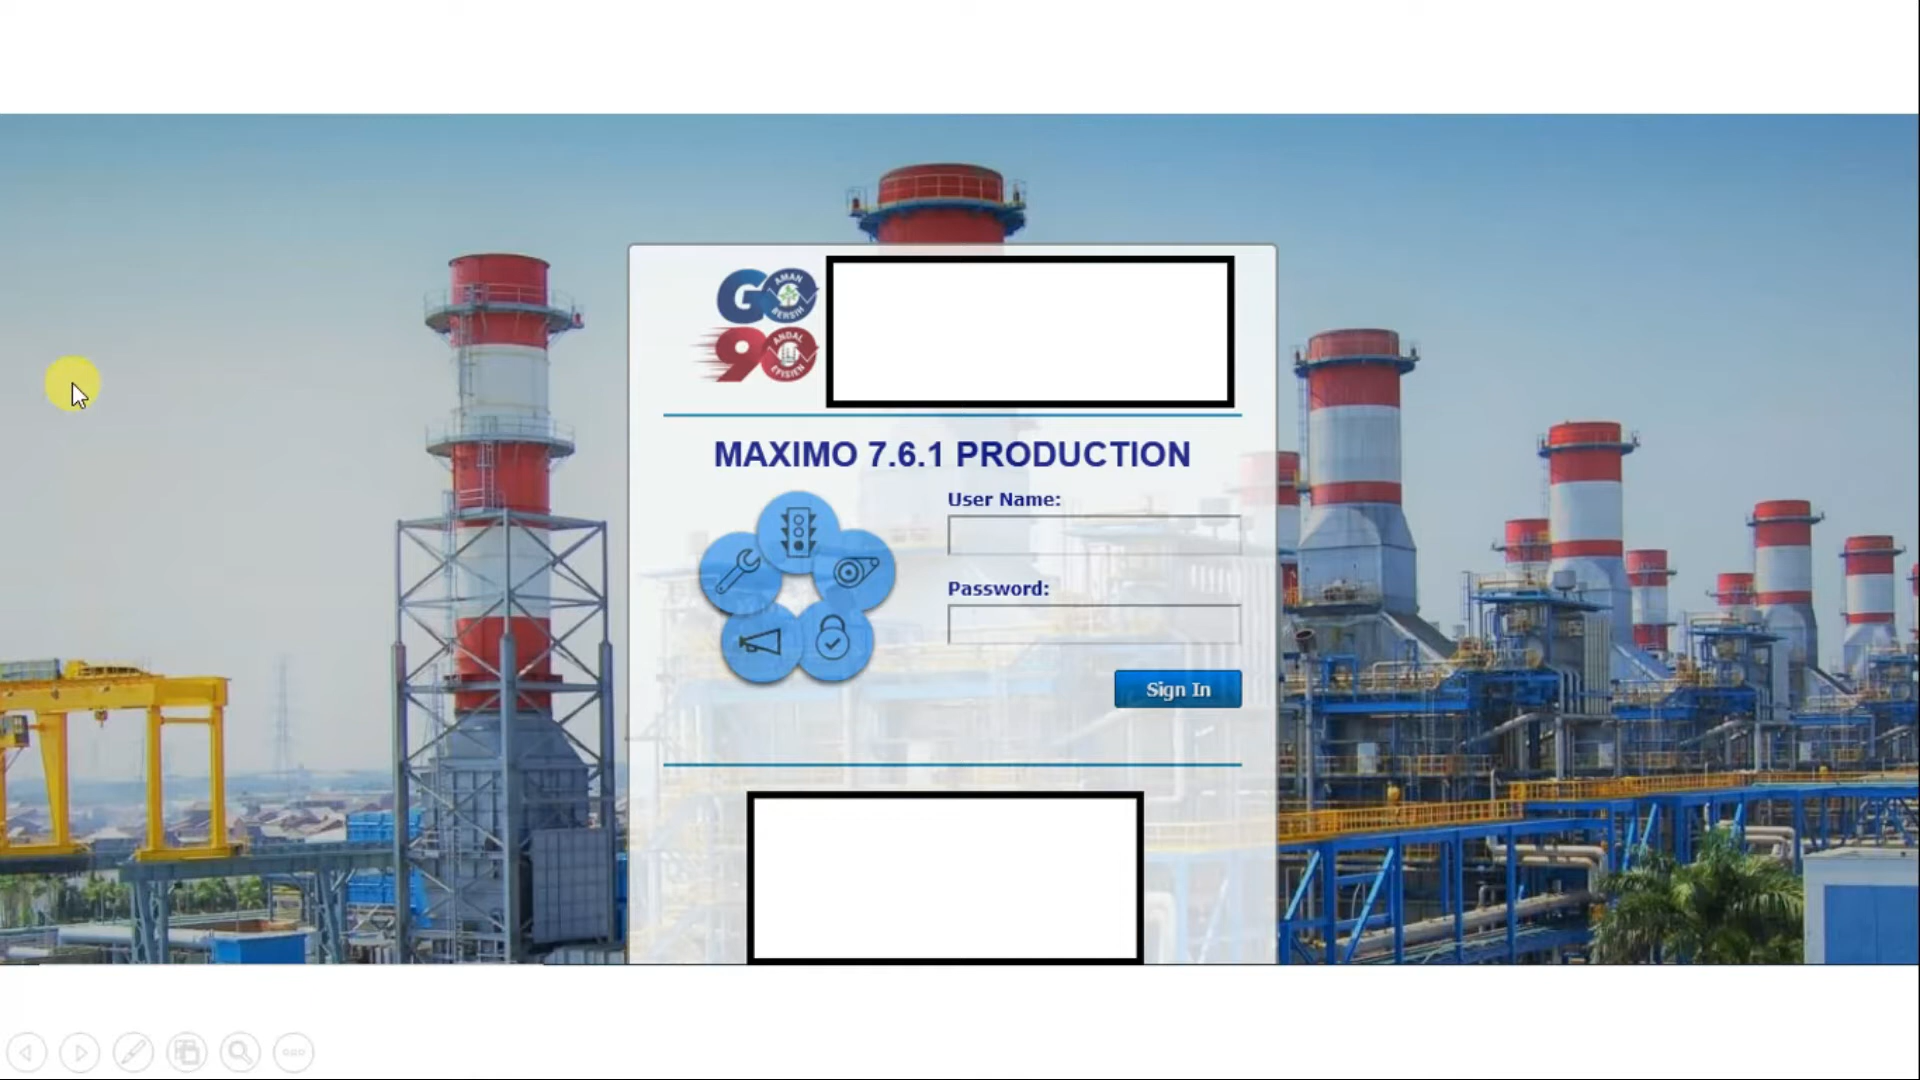 GO
AMAN
BERSIH
90
ANDAL
EFISIEN
MAXIMO 7.6.1 PRODUCTION
User Name:
Password:
Sign In